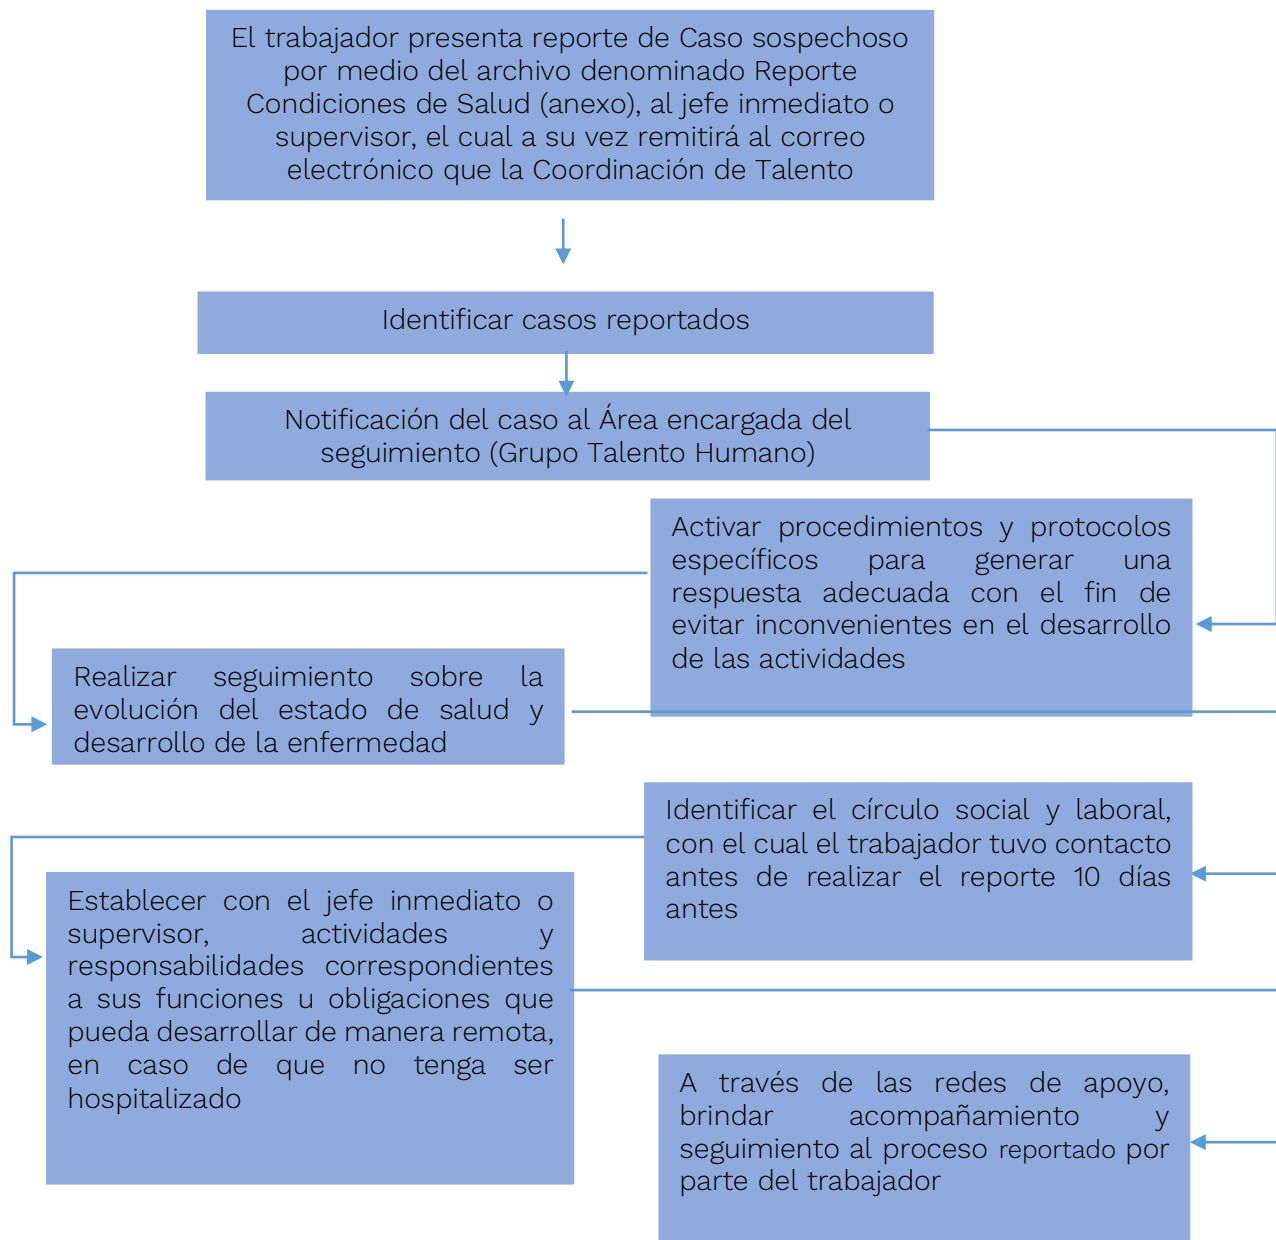 El trabajador presenta reporte de Caso sospechoso
por medio del archivo denominado Reporte
Condiciones de Salud (anexo), al jefe inmediato o
supervisor, el cual a su vez remitirá al correo
electrónico que la Coordinación de Talento
Identificar casos reportados
Notificación del caso al Área encargada del
seguimiento (Grupo Talento Humano)
Activar procedimientos y protocolos
específicos para generar una
respuesta adecuada con el fin de
evitar inconvenientes en el desarrollo
de las actividades
Realizar seguimiento sobre la
evolución del estado de salud y
desarrollo de la enfermedad
Identificar el círculo social y laboral,
con el cual el trabajador tuvo contacto
antes de realizar el reporte 10 días
antes
Establecer con el jefe inmediato o
supervisor, actividades y
responsabilidades correspondientes
a sus funciones u obligaciones que
pueda desarrollar de manera remota,
en caso de que no tenga ser
hospitalizado
A través de las redes de apoyo,
brindar acompañamiento y
seguimiento al proceso reportado por
parte del trabajador